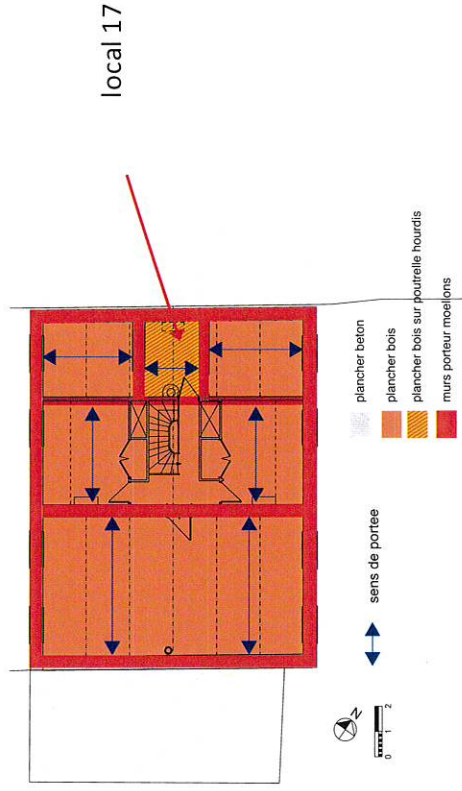 local 17
plancher beton
plancher bois
plancher bois sur poutrelle hourdis
murs porteur moellons
sens de portee
N
0 1 2